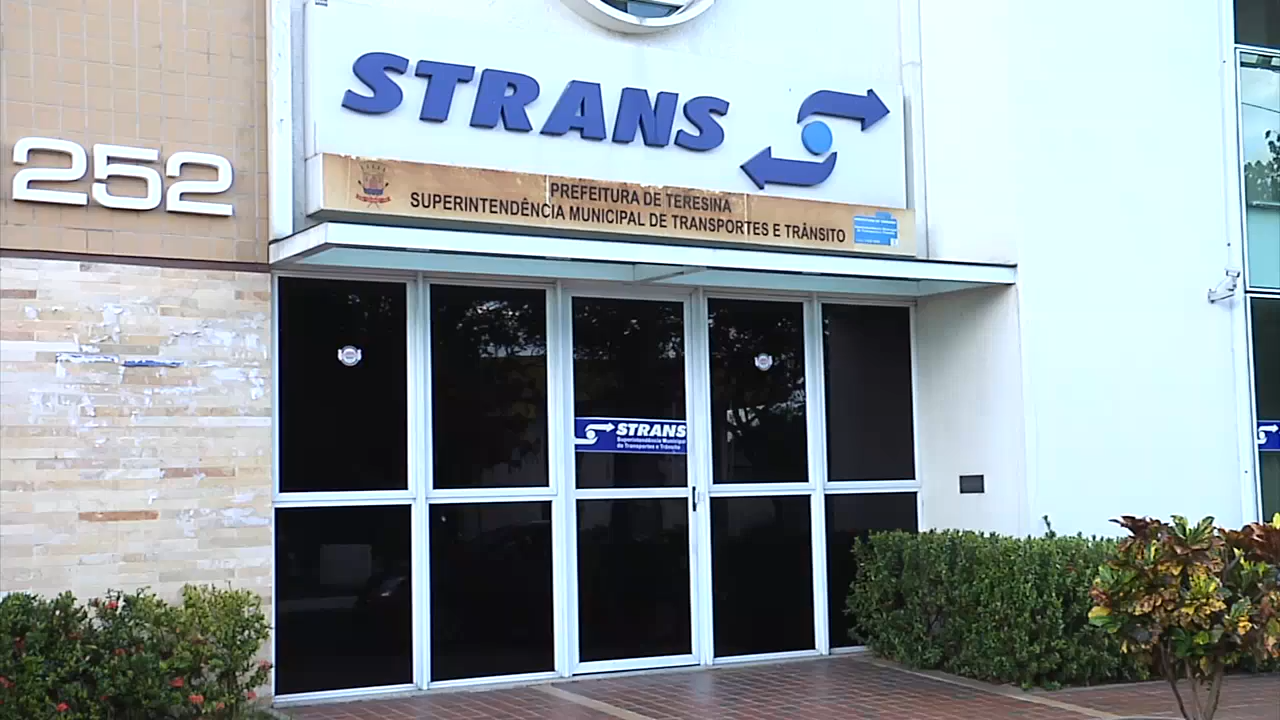 STRANS
252
PREFEITURA DE TERESINA
SUPERINTENDÊNCIA MUNICIPAL DE TRANSPORTES E TRÂNSITO
STRANS
Superintendência Municipal
de Transportes e Trânsito